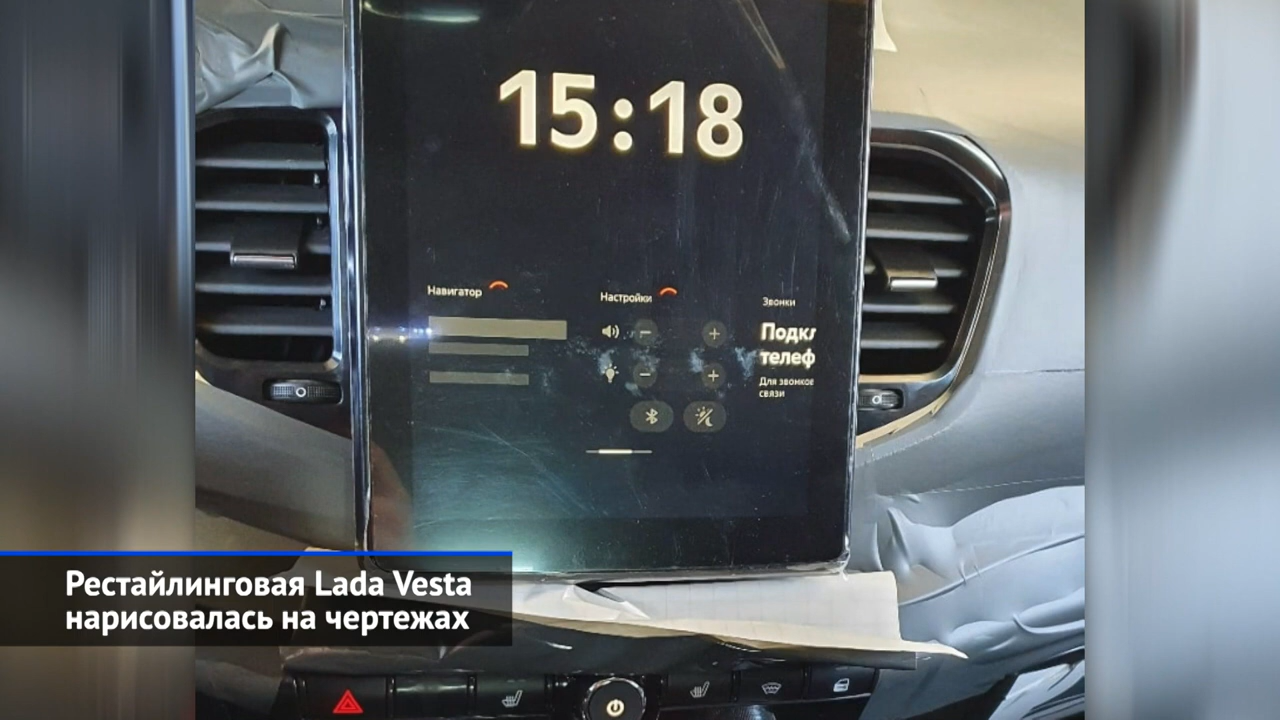 15:18
Навигатор
Настройки
Звонки
Подкл
телеф
Для звонков
связи
Рестайлинговая Lada Vesta
нарисовалась на чертежах